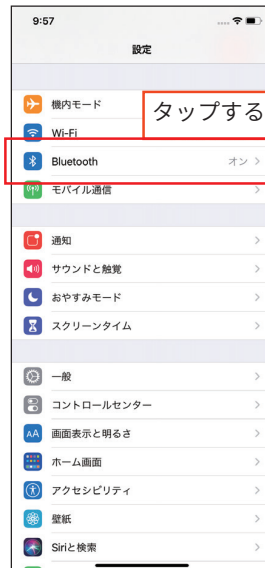 9:57
設定
機内モード
タップする
Wi-Fi
Bluetooth オン
モバイル通信
通知
サウンドと触覚
おやすみモード
スクリーンタイム
一般
コントロールセンター
AA 画面表示と明るさ
ホーム画面
アクセシビリティ
壁紙
Siriと検索